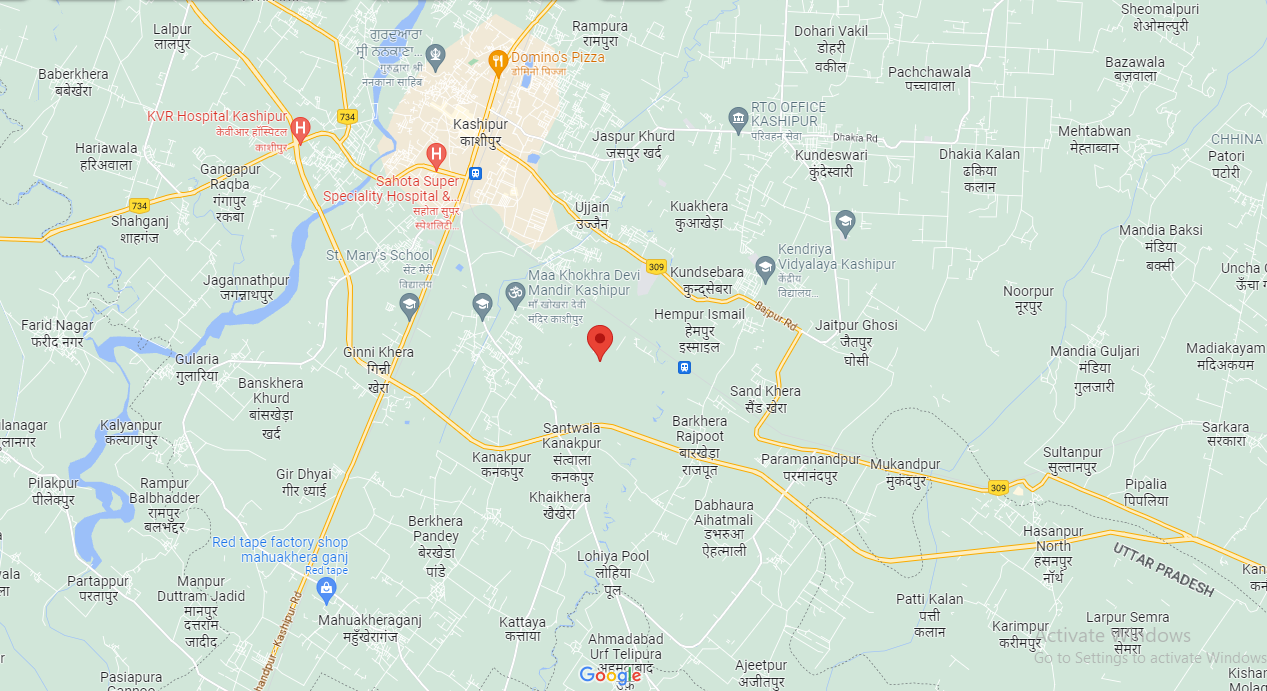 Lalpur
लालपुर
Baberkhera
बबेर्खेरा
KVR Hospital Kashipur
केवीआर हॉस्पिटल
काशीपुर
734
Hariawala
हरिअवाला
Gangapur
Raqba
गंगापुर
रकबा
734
Shahganj
शाहगंज
Jagannathpur
जगन्नाथपुर
Farid Nagar
फरीद नगर
Gularia
गुलारिया
ਗੁਰਦੁਆਰਾ
गुरुद्वारा श्री
ननकाना साहिब
Domino's Pizza
डोमिनो पिज्जा
Rampura
रामपुरा
Kashipur
काशीपुर
Sahota Super
Speciality Hospital &...
सहोता सुपर
स्पेशलिटी...
Jaspur Khurd
जसपुर खर्द
Dohari Vakil
डोहरी
वकील
Pachchawala
पच्चावाला
Sheomalpuri
शेओमल्पुरी
Bazawala
बज़वाला
RTO OFFICE
KASHIPUR
परिवहन सेवा
Dhakia Rd
Kundeswari
कुंदेस्वारी
Dhakia Kalan
ढकिया
कलान
Mehtabwan
मेह्ताब्वान
CHHINA
Patori
पटोरी
Ujjain
उज्जैन
Kuakhera
कुआखेड़ा
309
Kundsebara
कुन्द्सेबरा
Kendriya
Vidyalaya Kashipur
केंद्रीय
विद्यालय...
Mandia Baksi
मंडिया
बक्सी
Uncha
St. Mary's School
सेंट मैरी
विद्यालय
Maa Khokhra Devi
Mandir Kashipur
माँ खोखरा देवी
मंदिर काशीपुर
Hempur Ismail
हेमपुर
इस्माइल
Bajpur Rd
Jaitpur Ghosi
जैतपुर
घोसी
Noorpur
नूरपुर
Mandia Guljari
मंडिया
गुलजारी
Madiakayam
मदिअकयम
Ginni Khera
गिन्नी
खेरा
Banskhera
Khurd
बांसखेड़ा
खर्द
Sand Khera
सैंड खेरा
Kalyanpur
कल्याणपुर
Santwala
Kanakpur
संत्वाला
कनकपुर
Barkhera
Rajpoot
बारखेड़ा
राजपूत
Kanakpur
कनकपुर
Sarkara
सरकारा
Paramanandpur
परमानंदपुर
Mukandpur
मुकंदपुर
Sultanpur
सुल्तानपुर
309
Pipalia
पिपलिया
Pilakpur
पीलेक्पुर
Rampur
Balbhadder
रामपुर
बलभद्दर
Gir Dhyai
गीर ध्याई
Khaikhera
खैखेरा
Dabhaura
Aihatmali
डभरुआ
ऐहत्माली
Berkhera
Pandey
बेरखेडा
पांडे
Hasanpur
North
हसनपुर
नॉर्थ
UTTAR PRADESH
Red tape factory shop
mahuakhera ganj
Red tape
Lohiya Pool
लोहिया
पूल
Partappur
परतापुर
Manpur
Duttram Jadid
मानपुर
दत्तराम
जादीद
Mahuakheraganj
महुँखेरागंज
Kashipur Rd
Kattaya
कत्ताया
Ahmadabad
Urf Telipura
अहमदाबाद
उर्फ़
Patti Kalan
पत्ती
कलान
Karimpur
करीमपुर
Larpur Semra
लारपुर
सेमरा
Ajeetpur
अजीतपुर
Pasiapura
Google
Activate Windows
Go to Settings to activate Windows